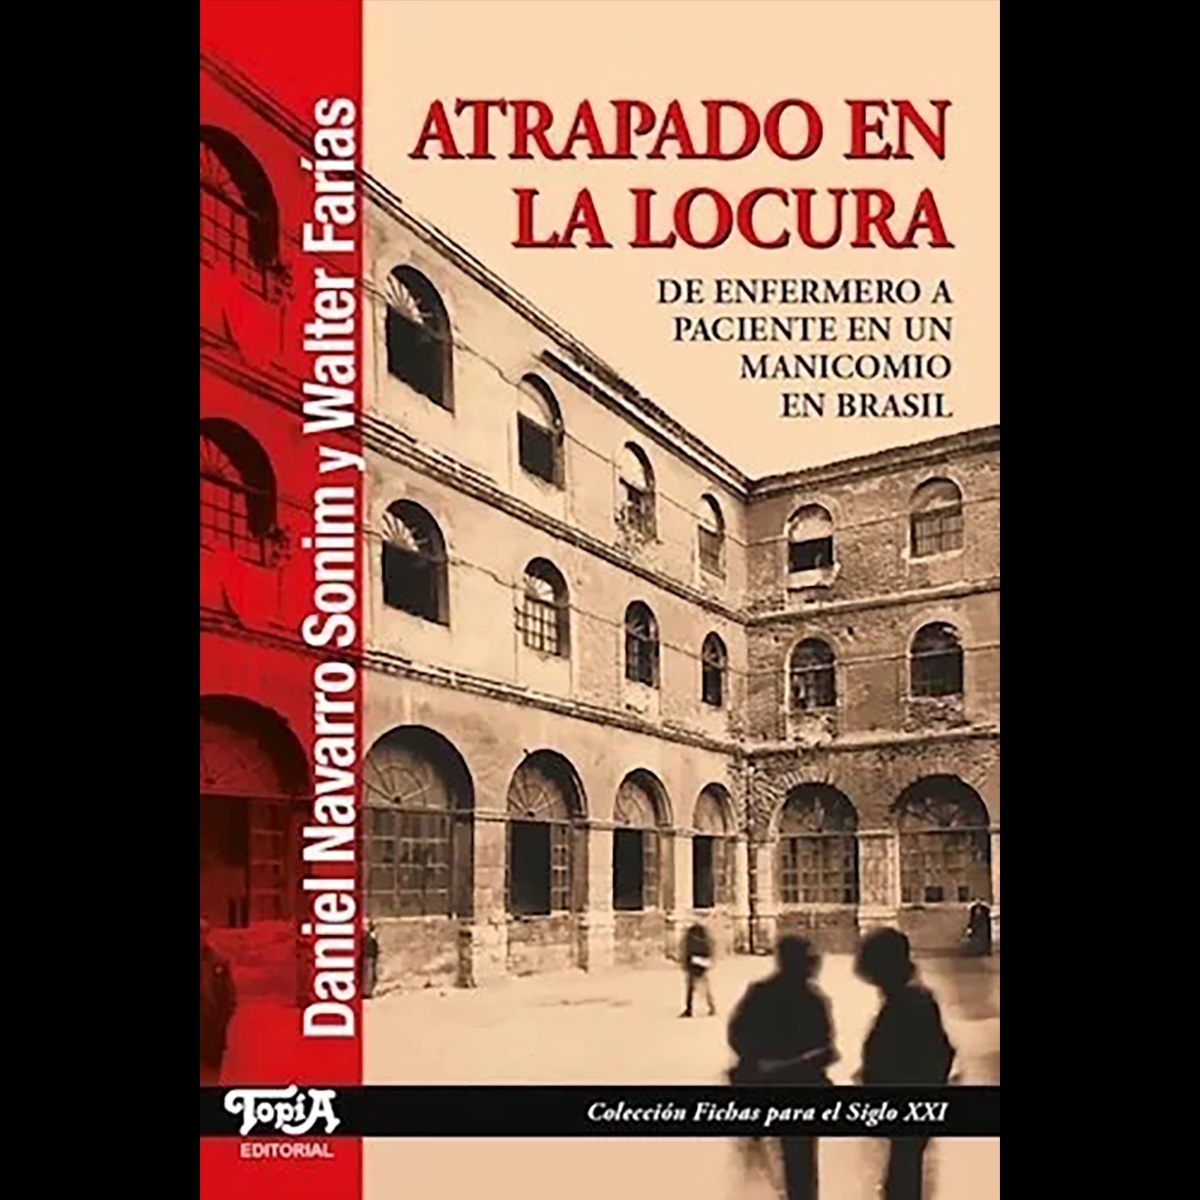 ATRAPADO EN
LA LOCURA
DE ENFERMERO A
PACIENTE EN UN
MANICOMIO
EN BRASIL
Daniel Navarro Sonim y Walter Farías
Topía
EDITORIAL
Colección Fichas para el Siglo XXI